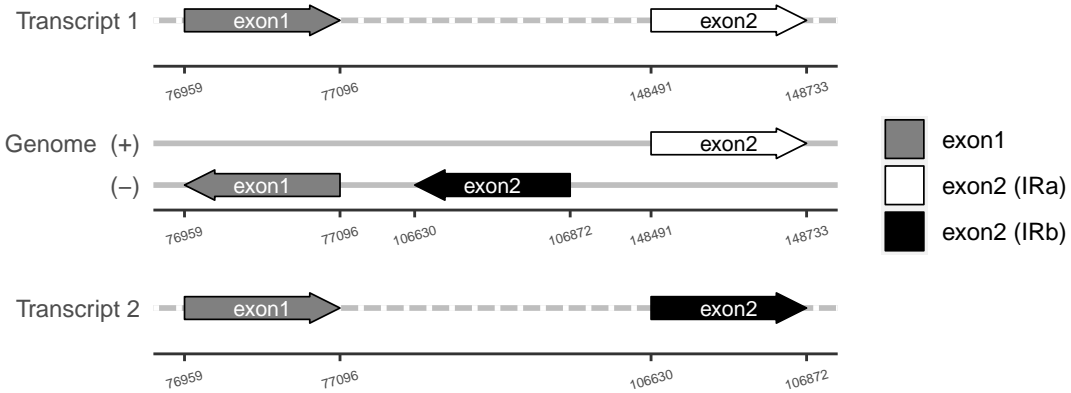 Transcript 1 exon1 exon2
76959 77096 148491 148733
Genome (+) exon2
(−) exon1 exon2
76959 77096 106630 106872 148491 148733
exon1
exon2 (IRa)
exon2 (IRb)
Transcript 2 exon1 exon2
76959 77096 106630 106872